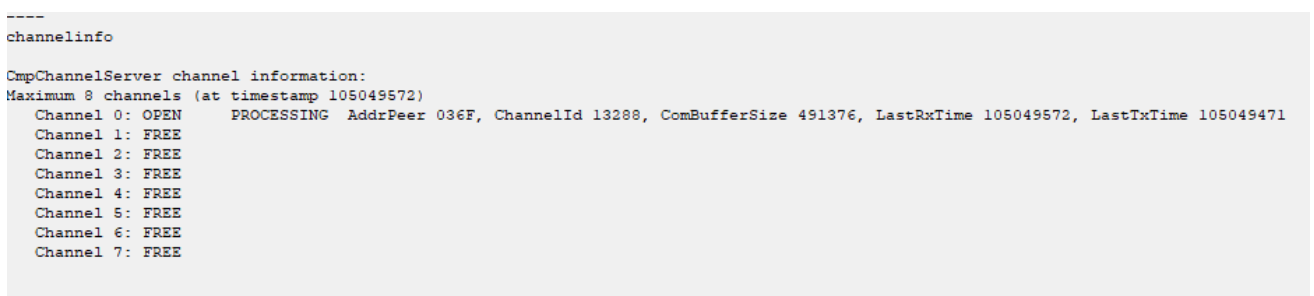 ----
channelinfo
CmpChannelServer channel information:
Maximum 8 channels (at timestamp 105049572)
Channel 0: OPEN PROCESSING AddrPeer 036F, ChannelId 13288, ComBufferSize 491376, LastRxTime 105049572, LastTxTime 105049471
Channel 1: FREE
Channel 2: FREE
Channel 3: FREE
Channel 4: FREE
Channel 5: FREE
Channel 6: FREE
Channel 7: FREE